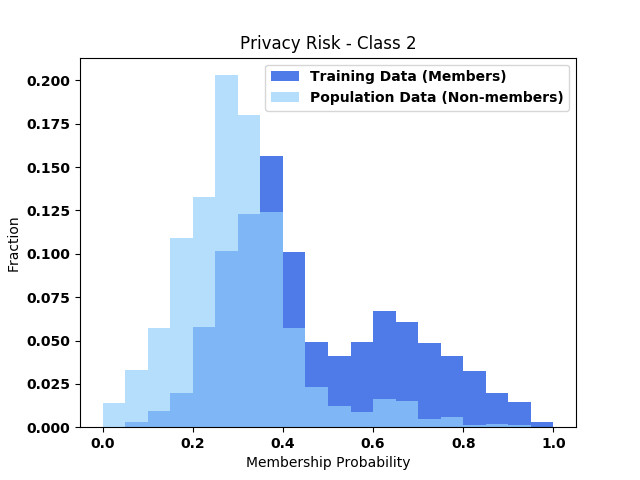 Privacy Risk - Class 2
Training Data (Members)
Population Data (Non-members)
Fraction
0.200
0.175
0.150
0.125
0.100
0.075
0.050
0.025
0.000
0.0 0.2 0.4 0.6 0.8 1.0
Membership Probability